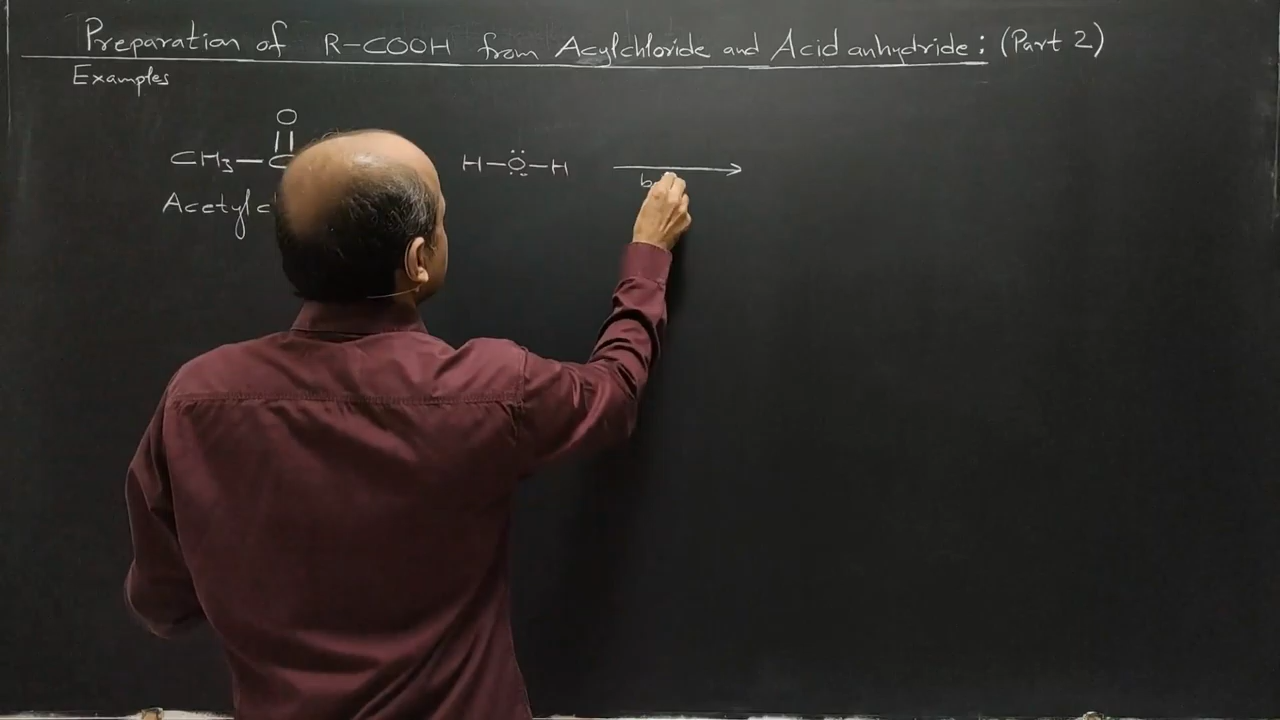 Preparation of R-COOH from Acylchloride and Acid anhydride: (Part 2)
Examples
O
CH₃-C H-Ö-H
Acetyl